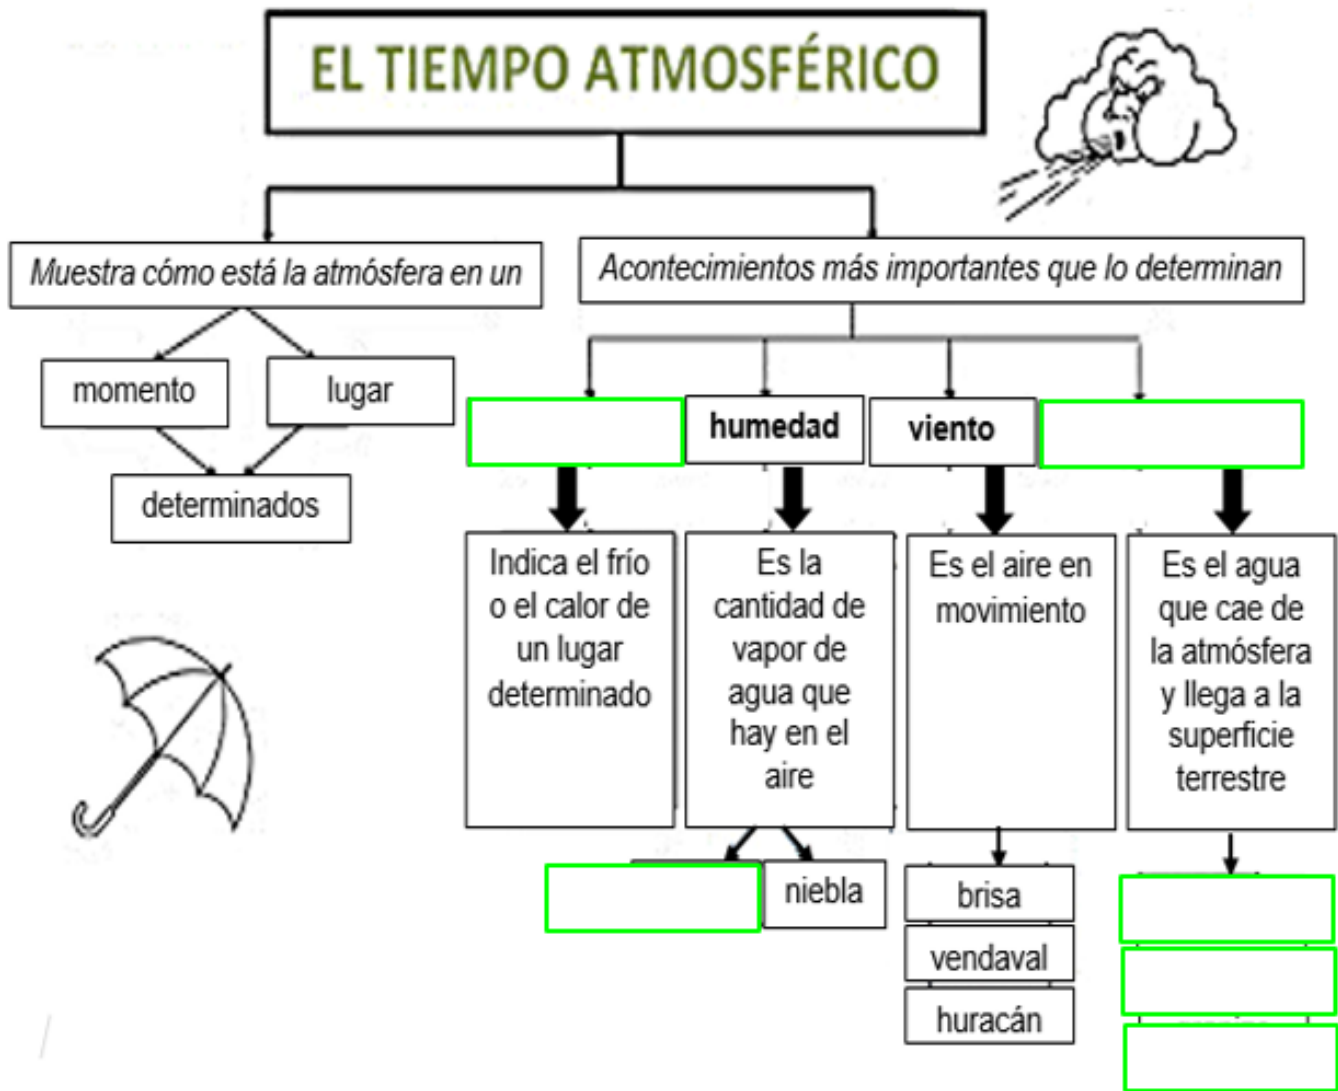 EL TIEMPO ATMOSFÉRICO
Muestra cómo está la atmósfera en un
Acontecimientos más importantes que lo determinan
momento
lugar
determinados
humedad
viento
Indica el frío
o el calor de
un lugar
determinado
Es la
cantidad de
vapor de
agua que
hay en el
aire
Es el aire en
movimiento
Es el agua
que cae de
la atmósfera
y llega a la
superficie
terrestre
niebla
brisa
vendaval
huracán